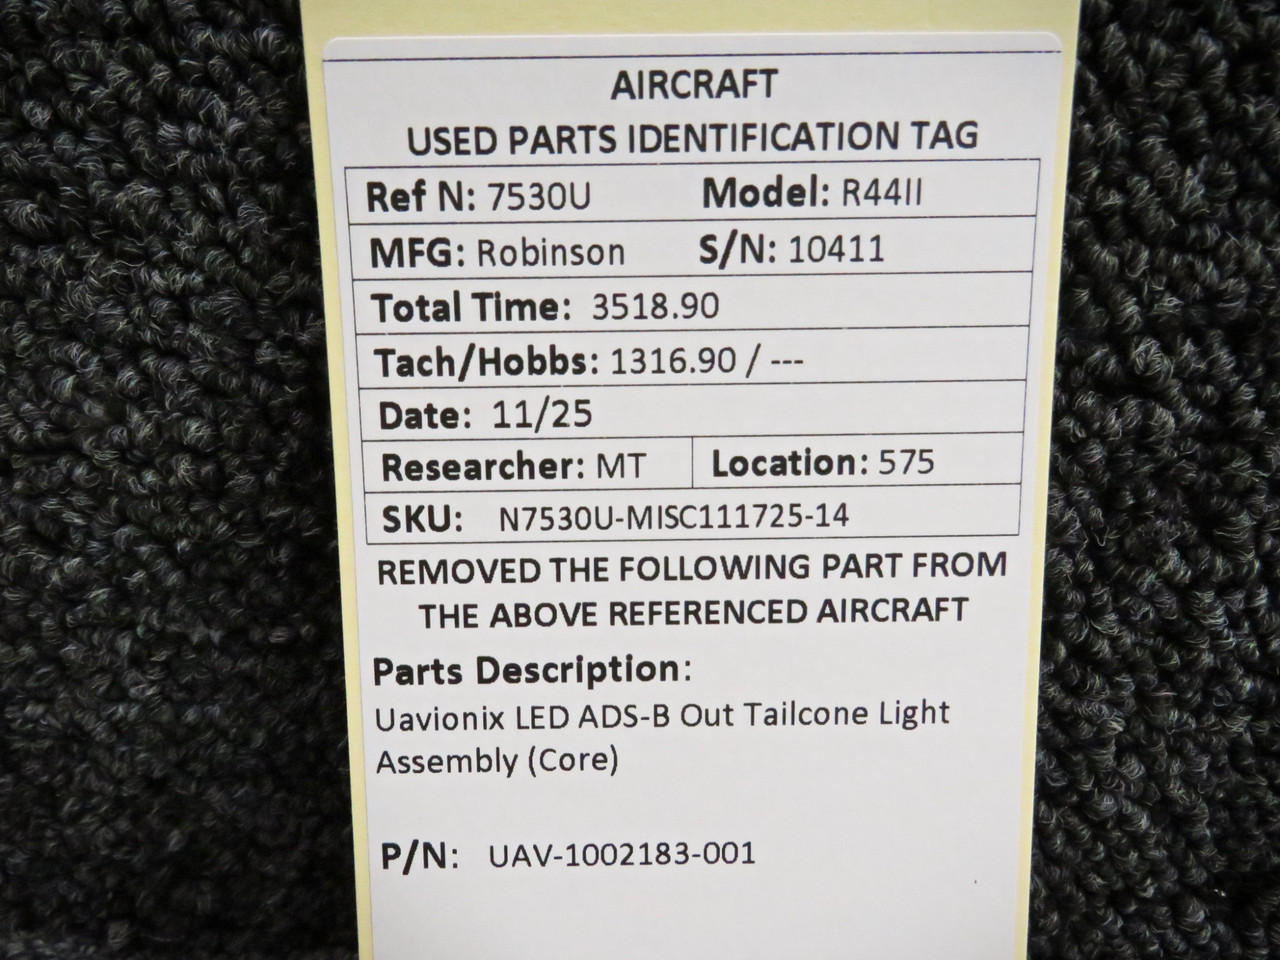 AIRCRAFT
USED PARTS IDENTIFICATION TAG
Ref N: 7530U Model: R44II
MFG: Robinson S/N: 10411
Total Time: 3518.90
Tach/Hobbs: 1316.90 / ---
Date: 11/25
Researcher: MT Location: 575
SKU: N7530U-MISC111725-14
REMOVED THE FOLLOWING PART FROM
THE ABOVE REFERENCED AIRCRAFT
Parts Description:
Uavionix LED ADS-B Out Tailcone Light
Assembly (Core)
P/N: UAV-1002183-001